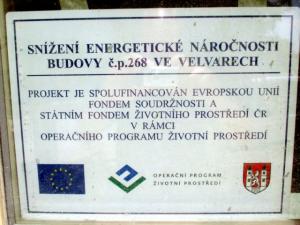 SNÍŽENÍ ENERGETICKÉ NÁROČNOSTI
BUDOVY č.p.268 VE VELVARECH
PROJEKT JE SPOLUFINANCOVÁN EVROPSKOU UNIÍ
FONDEM SOUDRŽNOSTI A
STÁTNÍM FONDEM ŽIVOTNÍHO PROSTŘEDÍ ČR
V RÁMCI
OPERAČNÍHO PROGRAMU ŽIVOTNÍ PROSTŘEDÍ
OPERAČNÍ PROGRAM
ŽIVOTNÍ PROSTŘEDÍ